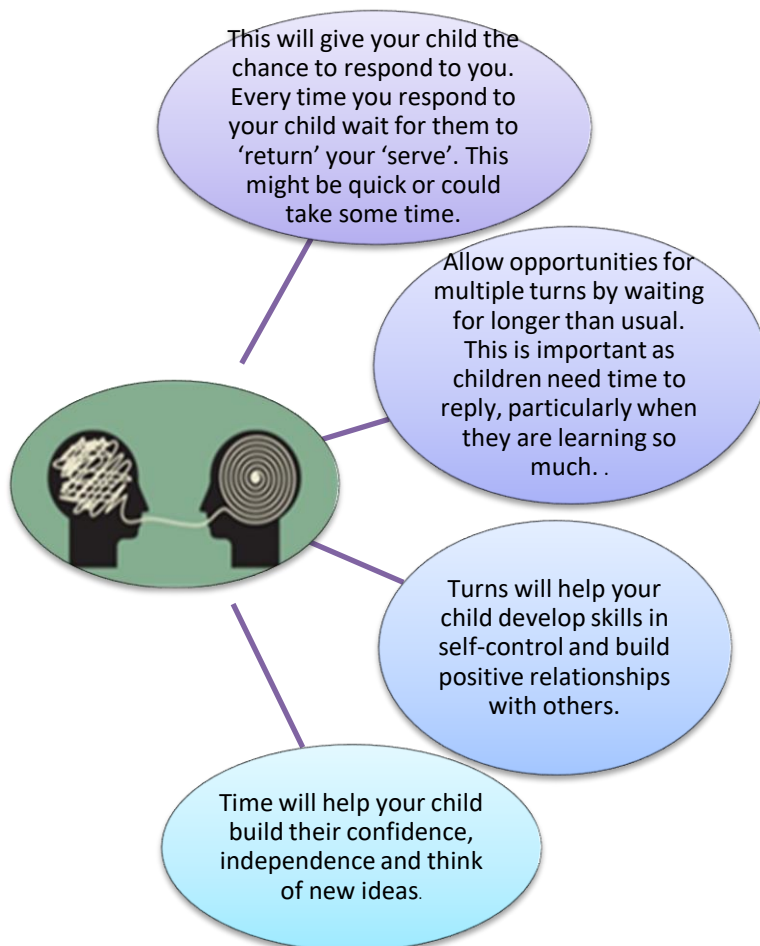 This will give your child the
chance to respond to you.
Every time you respond to
your child wait for them to
‘return’ your ‘serve’. This
might be quick or could
take some time.
Allow opportunities for
multiple turns by waiting
for longer than usual.
This is important as
children need time to
reply, particularly when
they are learning so
much. .
Turns will help your
child develop skills in
self-control and build
positive relationships
with others.
Time will help your child
build their confidence,
independence and think
of new ideas.